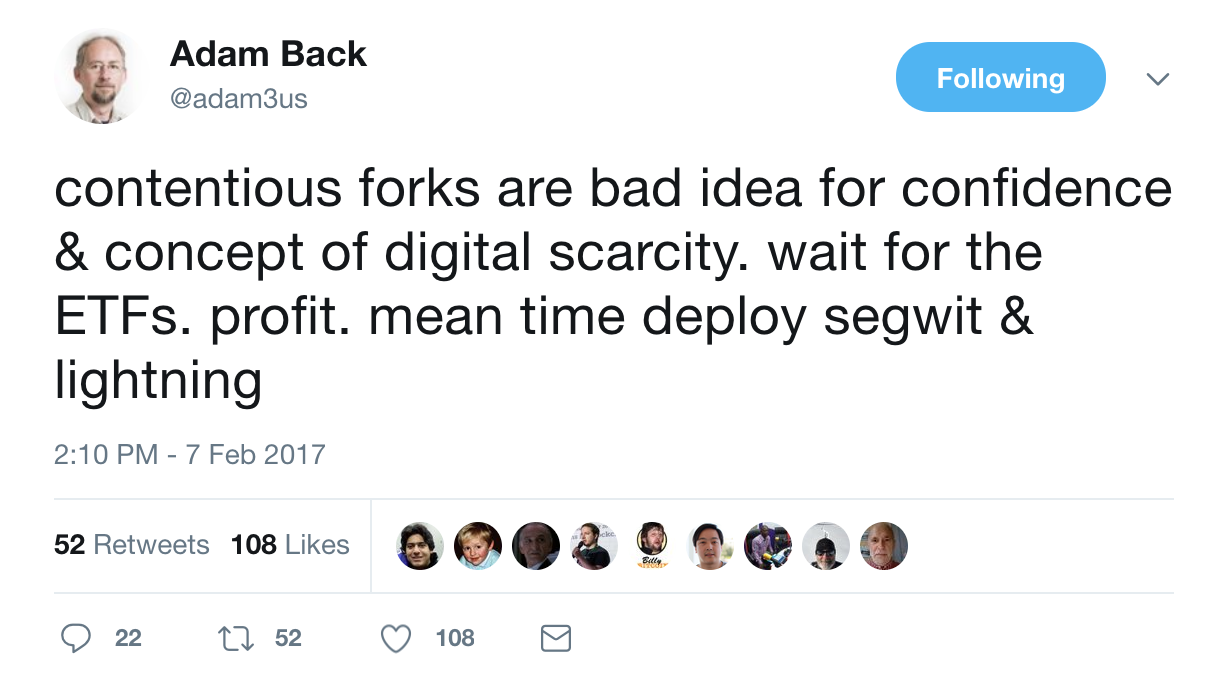 Adam Back
@adam3us
Following
contentious forks are bad idea for confidence
& concept of digital scarcity. wait for the
ETFs. profit. mean time deploy segwit &
lightning
2:10 PM - 7 Feb 2017
52 Retweets 108 Likes
Billy
22 52 108